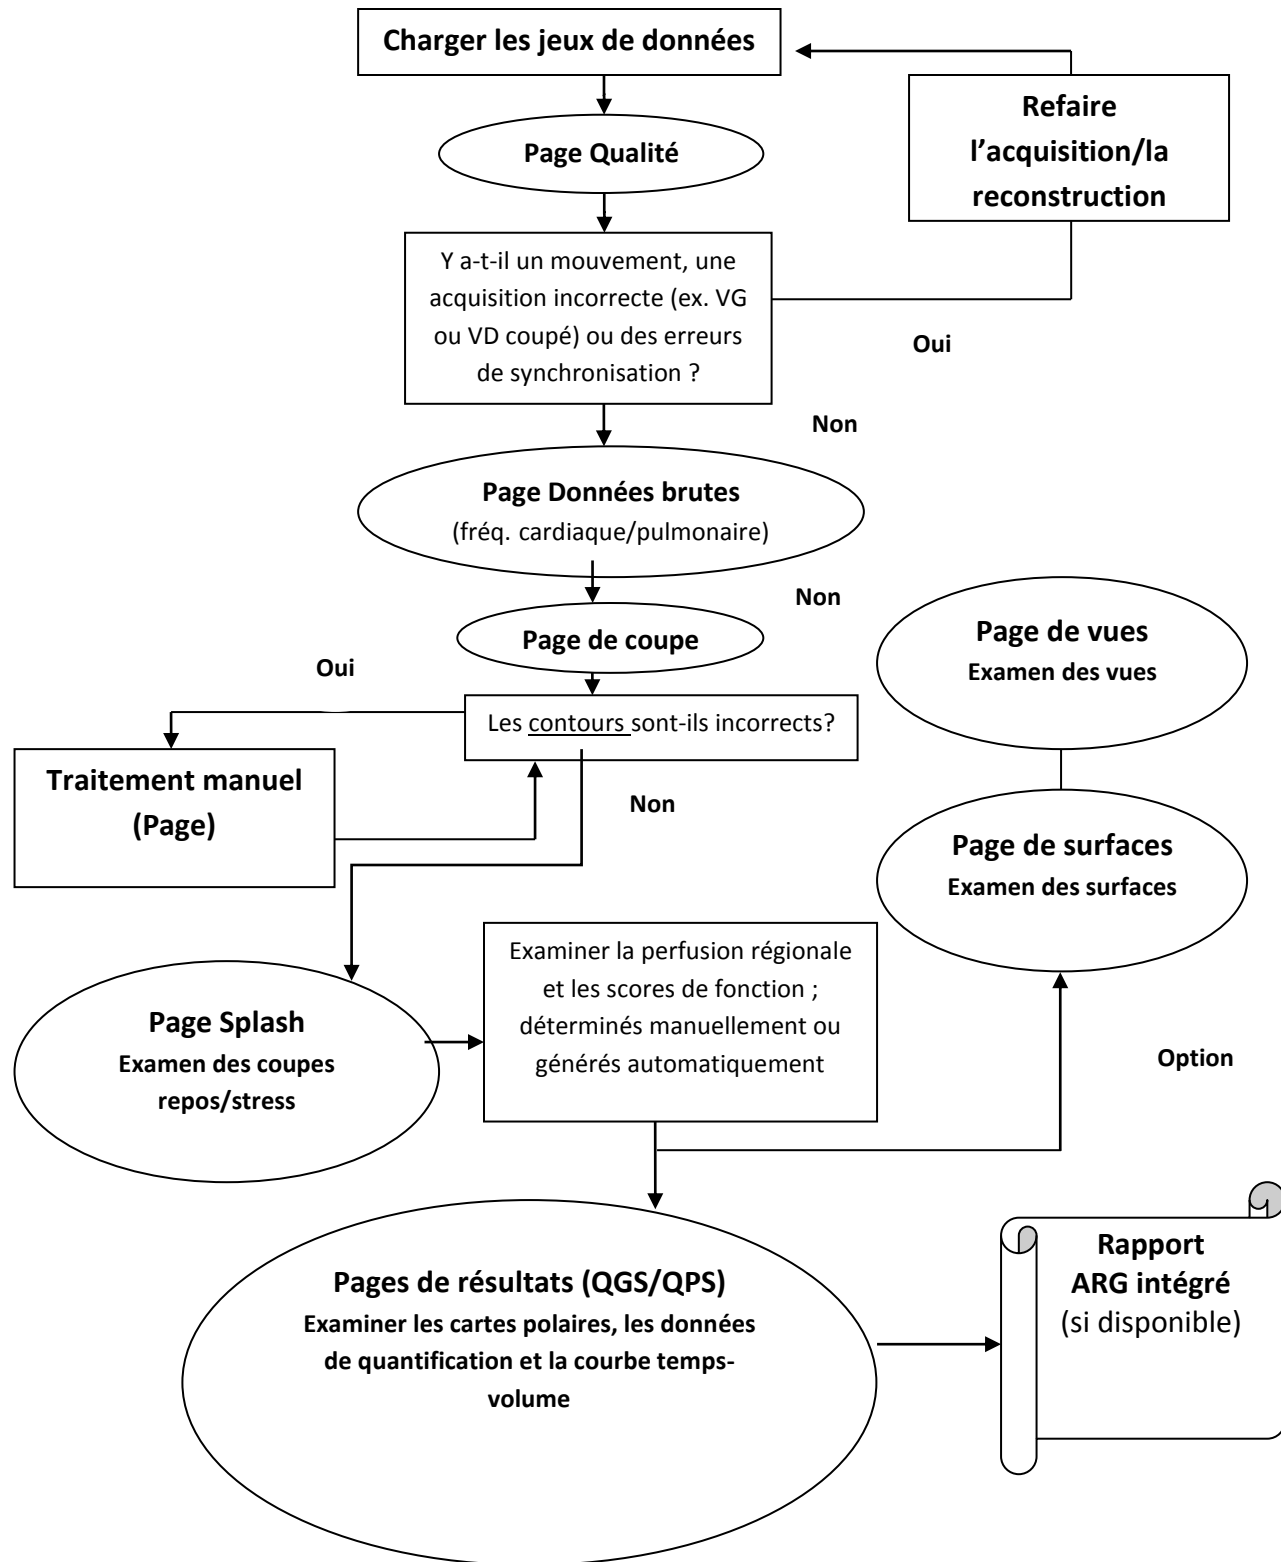 Charger les jeux de données
Refaire
l'acquisition/la
reconstruction
Page Qualité
Y a-t-il un mouvement, une
acquisition incorrecte (ex. VG
ou VD coupé) ou des erreurs
de synchronisation ?
Oui
Non
Page Données brutes
(fréq. cardiaque/pulmonaire)
Non
Page de coupe
Oui
Les contours sont-ils incorrects?
Traitement manuel
(Page)
Non
Page de vues
Examen des vues
Page de surfaces
Examen des surfaces
Page Splash
Examen des coupes
repos/stress
Examiner la perfusion régionale
et les scores de fonction ;
déterminés manuellement ou
générés automatiquement
Option
Pages de résultats (QGS/QPS)
Examiner les cartes polaires, les données
de quantification et la courbe temps-
volume
Rapport
ARG intégré
(si disponible)